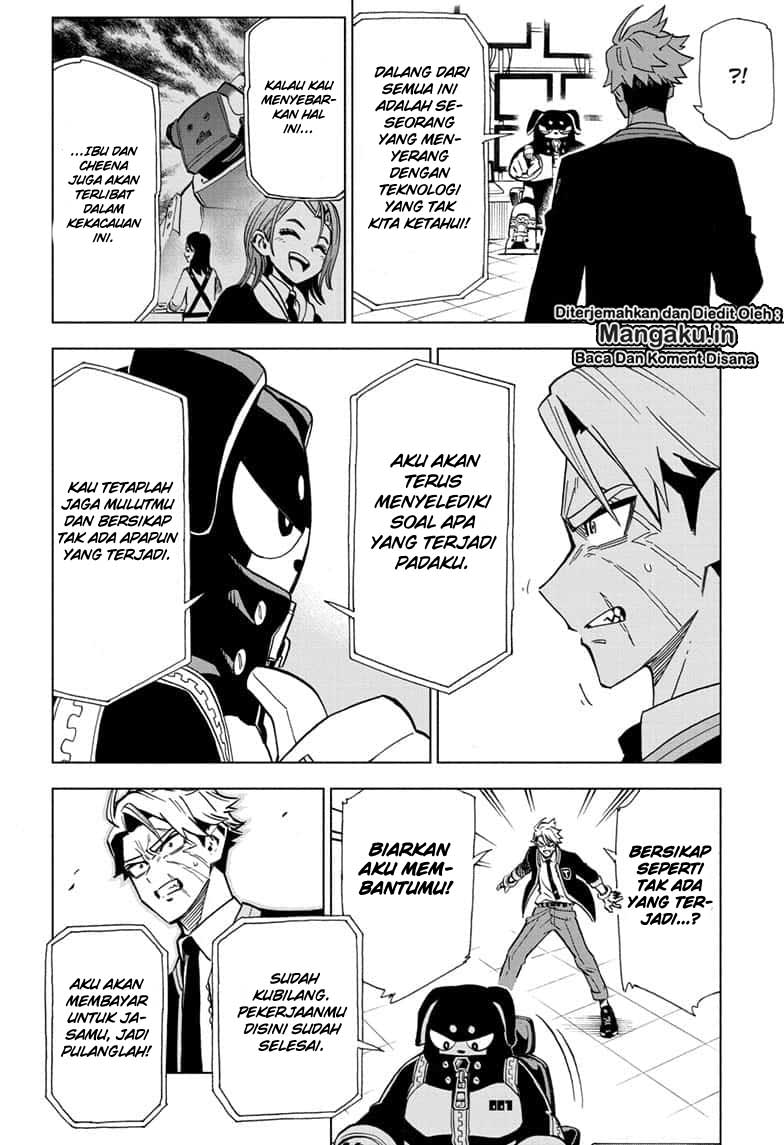 ?!
DALANG DARI
SEMUA INI
ADALAH SE-
SEORANG
YANG MEN-
YERANG
DENGAN
TEKNOLOGI
YANG TAK
KITA KETAHUI!
KALAU KAU
MENYEBAR-
KAN HAL
INI...
...IBU DAN
CHEENA
JUGA AKAN
TERLIBAT
DALAM
KEKACAUAN
INI.
Diterjemahkan dan Diedit Oleh :
Mangaku.in
Baca Dan Koment Disana
AKU AKAN
TERUS
MENYELEDIKI
SOAL APA
YANG TERJADI
PADAKU.
KAU TETAPLAH
JAGA MULUTMU
DAN BERSIKAP
TAK ADA APAPUN
YANG TERJADI.
BERSIKAP
SEPERTI
TAK ADA
YANG TER-
JADI...?
BIARKAN
AKU MEM-
BANTUMU!
T
SUDAH
KUBILANG.
PEKERJAANMU
DISINI SUDAH
SELESAI.
AKU AKAN
MEMBAYAR
UNTUK JA-
SAMU, JADI
PULANGLAH!
001